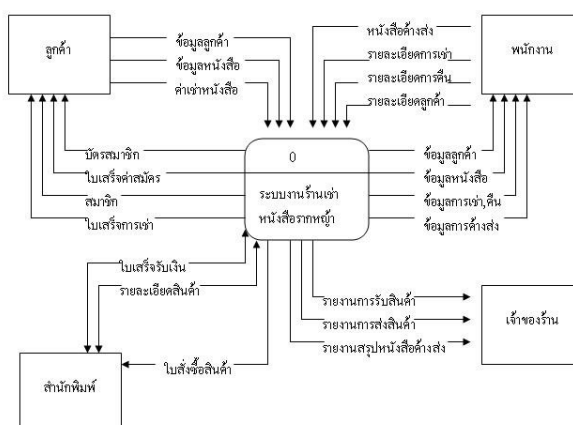 ลูกค้า
ข้อมูลลูกค้า
ข้อมูลหนังสือ
ค่าเช่าหนังสือ
หนังสือค้างส่ง
รายละเอียดการเช่า
รายละเอียดการคืน
รายละเอียดลูกค้า
พนักงาน
บัตรสมาชิก
ใบเสร็จค่าสมัคร
สมาชิก
ใบเสร็จการเช่า
0
ระบบงานร้านเช่า
หนังสือรากหญ้า
ข้อมูลลูกค้า
ข้อมูลหนังสือ
ข้อมูลการเช่า,คืน
ข้อมูลการค้างส่ง
ใบเสร็จรับเงิน
รายละเอียดสินค้า
ใบสั่งซื้อสินค้า
สำนักพิมพ์
รายงานการรับสินค้า
รายงานการส่งสินค้า
รายงานสรุปหนังสือค้างส่ง
เจ้าของร้าน